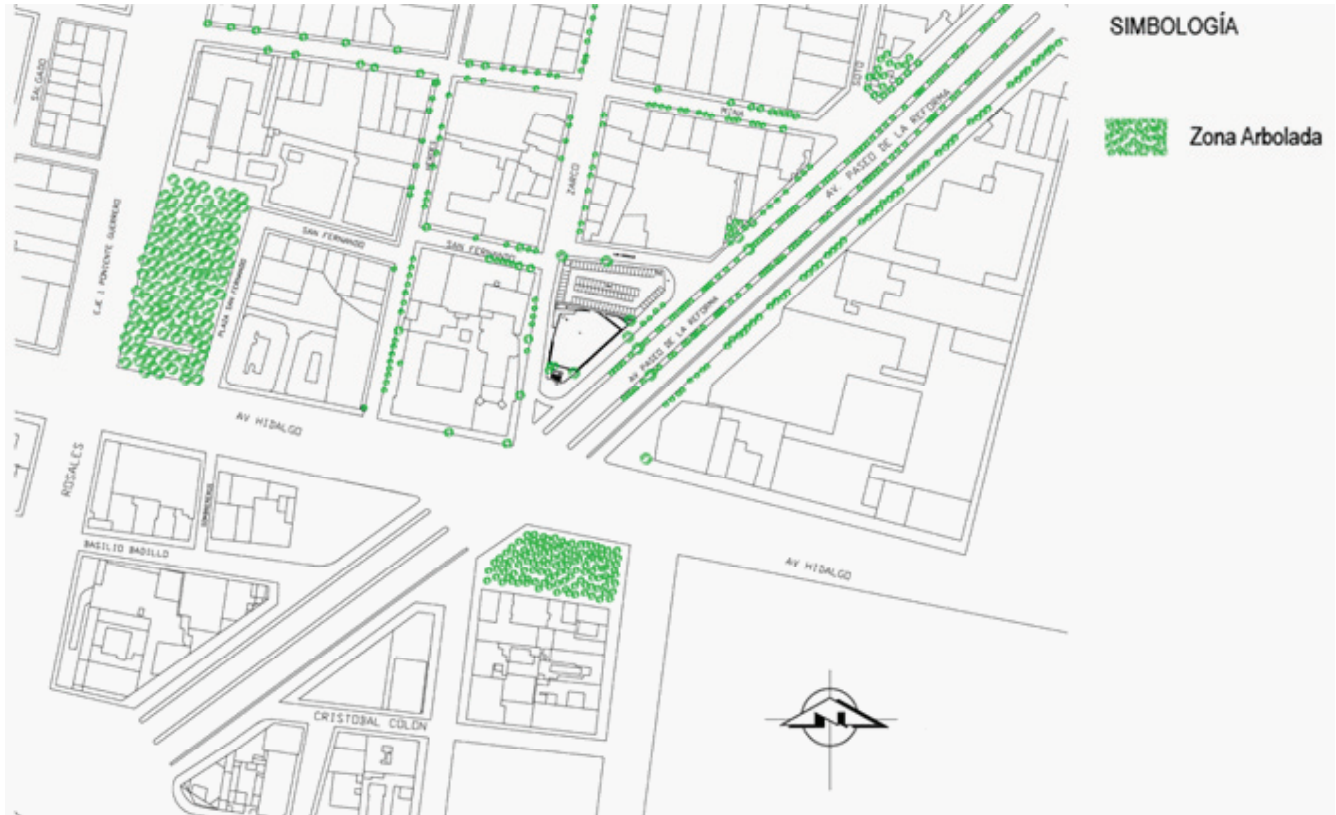 SIMBOLOGÍA
Zona Arbolada
SALGADO
SOTO
MINA
AV. PASEO DE LA REFORMA
HEROES
ZARCO
EJE 1 PONIENTE GUERRERO
SAN FERNANDO
SAN FERNANDO
PLAZA SAN FERNANDO
AV PASEO DE LA REFORMA
AV HIDALGO
ROSALES
BASILIO BADILLO
AV HIDALGO
CRISTOBAL COLON
N